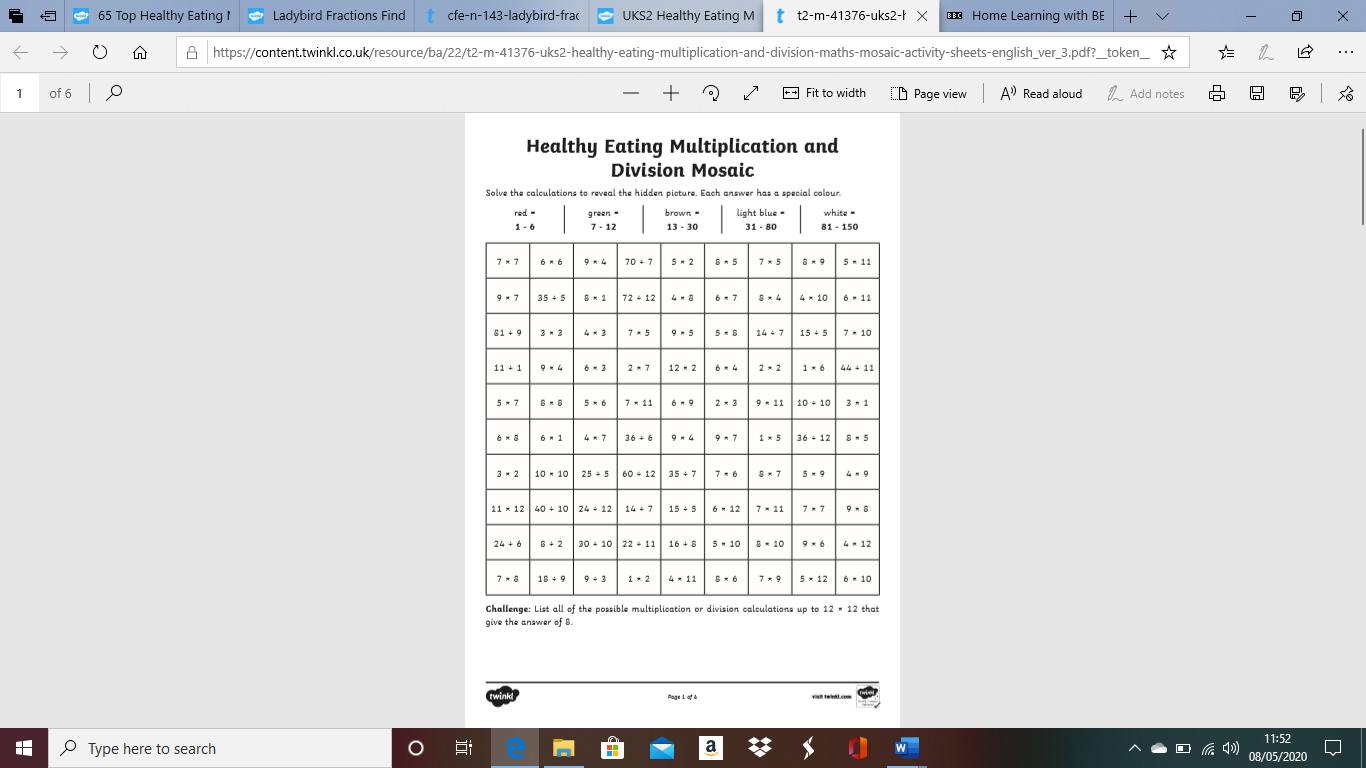 65 Top Healthy Eating N
Ladybird Fractions Find
cfe-n-143-ladybird-frac
UKS2 Healthy Eating M
t2-m-41376-uks2-h
BBC Home Learning with BE
https://content.twinkl.co.uk/resource/ba/22/t2-m-41376-uks2-healthy-eating-multiplication-and-division-maths-mosaic-activity-sheets-english_ver_3.pdf?__token__
1 of 6 Fit to width Page view Read aloud Add notes
Healthy Eating Multiplication and
Division Mosaic
Solve the calculations to reveal the hidden picture. Each answer has a special colour.
red = green = brown = light blue = white =
1 - 6 7 - 12 13 - 30 31 - 80 81 - 150
7 × 7 6 × 6 9 × 4 70 ÷ 7 5 × 2 8 × 5 7 × 5 8 × 9 5 × 11
9 × 7 35 ÷ 5 8 × 1 72 ÷ 12 4 × 8 6 × 7 8 × 4 4 × 10 6 × 11
81 ÷ 9 3 × 3 4 × 3 7 × 5 9 × 5 5 × 8 14 ÷ 7 15 ÷ 5 7 × 10
11 ÷ 1 9 × 4 6 × 3 2 × 7 12 × 2 6 × 4 2 × 2 1 × 6 44 ÷ 11
5 × 7 8 × 8 5 × 6 7 × 11 6 × 9 2 × 3 9 × 11 10 ÷ 10 3 × 1
6 × 8 6 × 1 4 × 7 36 ÷ 6 9 × 4 9 × 7 1 × 5 36 ÷ 12 8 × 5
3 × 2 10 × 10 25 ÷ 5 60 ÷ 12 35 ÷ 7 7 × 6 8 × 7 5 × 9 4 × 9
11 × 12 40 ÷ 10 24 ÷ 12 14 ÷ 7 15 ÷ 5 6 × 12 7 × 11 7 × 7 9 × 8
24 ÷ 6 8 ÷ 2 30 ÷ 10 22 ÷ 11 16 ÷ 8 5 × 10 8 × 10 9 × 6 4 × 12
7 × 8 18 ÷ 9 9 ÷ 3 1 × 2 4 × 11 8 × 6 7 × 9 5 × 12 6 × 10
Challenge: List all of the possible multiplication or division calculations up to 12 × 12 that
give the answer of 8.
twinkl Page 1 of 6 visit twinkl.com twinkl
Type here to search
11:52
08/05/2020